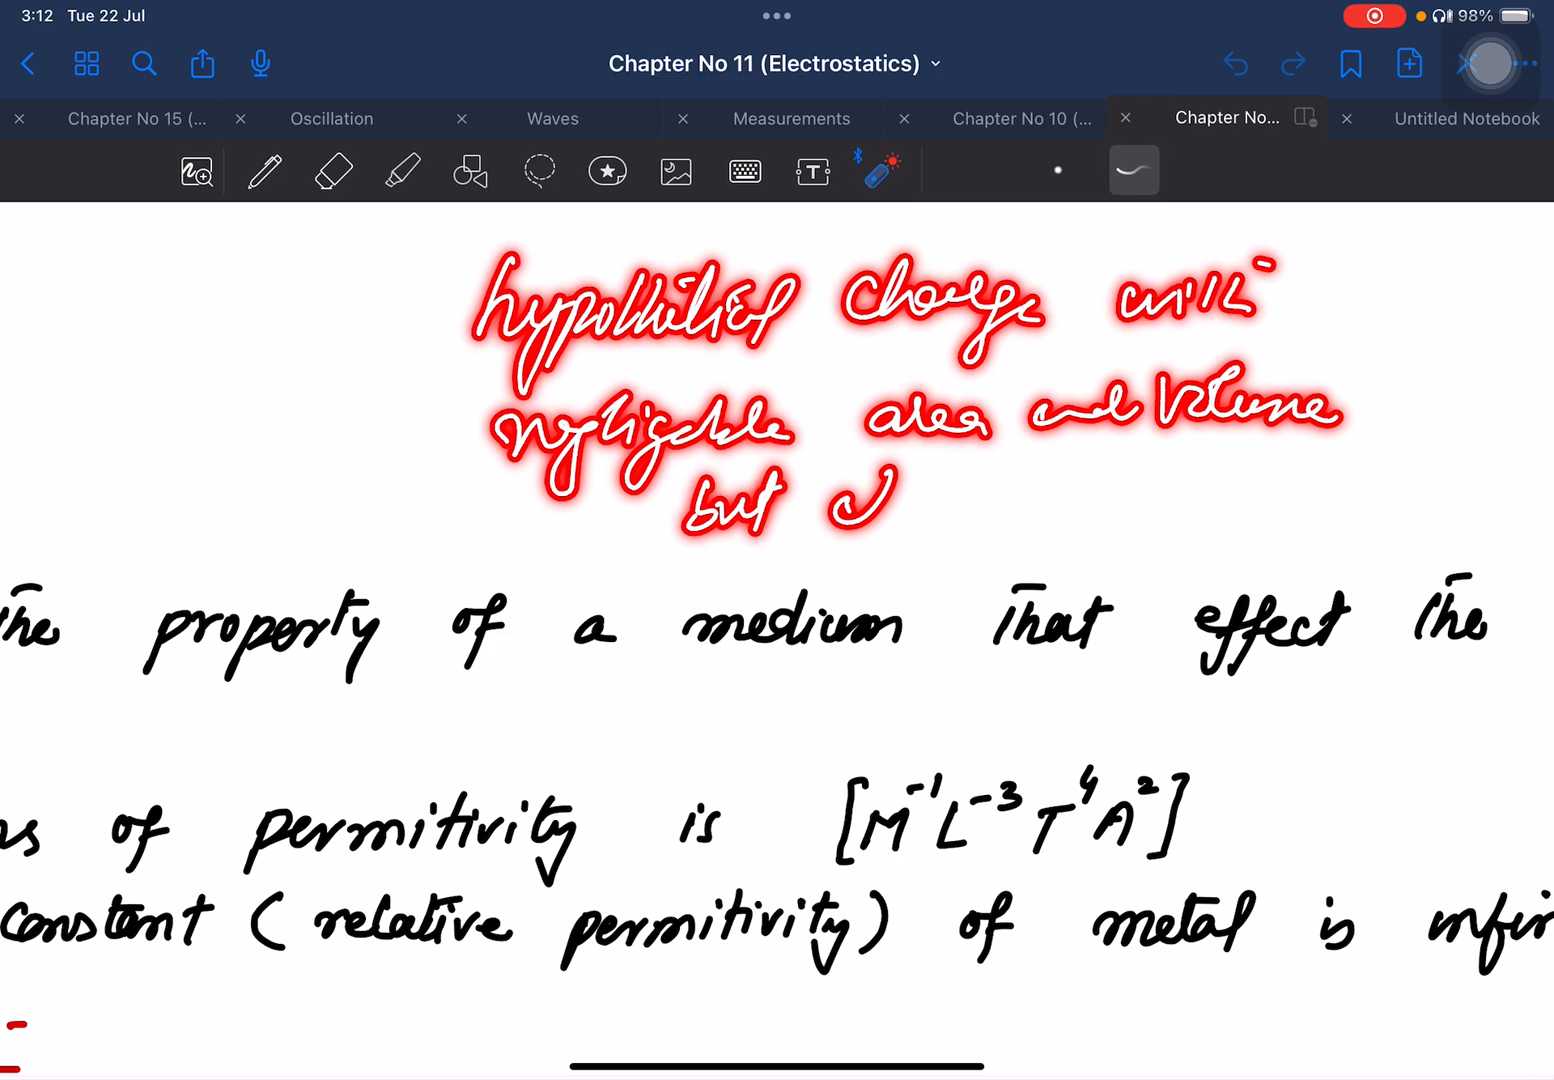 3:12 Tue 22 Jul
98%
Chapter No 11 (Electrostatics)
Chapter No 15 (...
Oscillation
Waves
Measurements
Chapter No 10 (...
Chapter No...
Untitled Notebook
T
hypothetical charge with
negligible area and volume
but
The property of a medium that effect the
of permitivity is [M⁻¹L⁻³T⁴A²]
constant (relative permitivity) of metal is